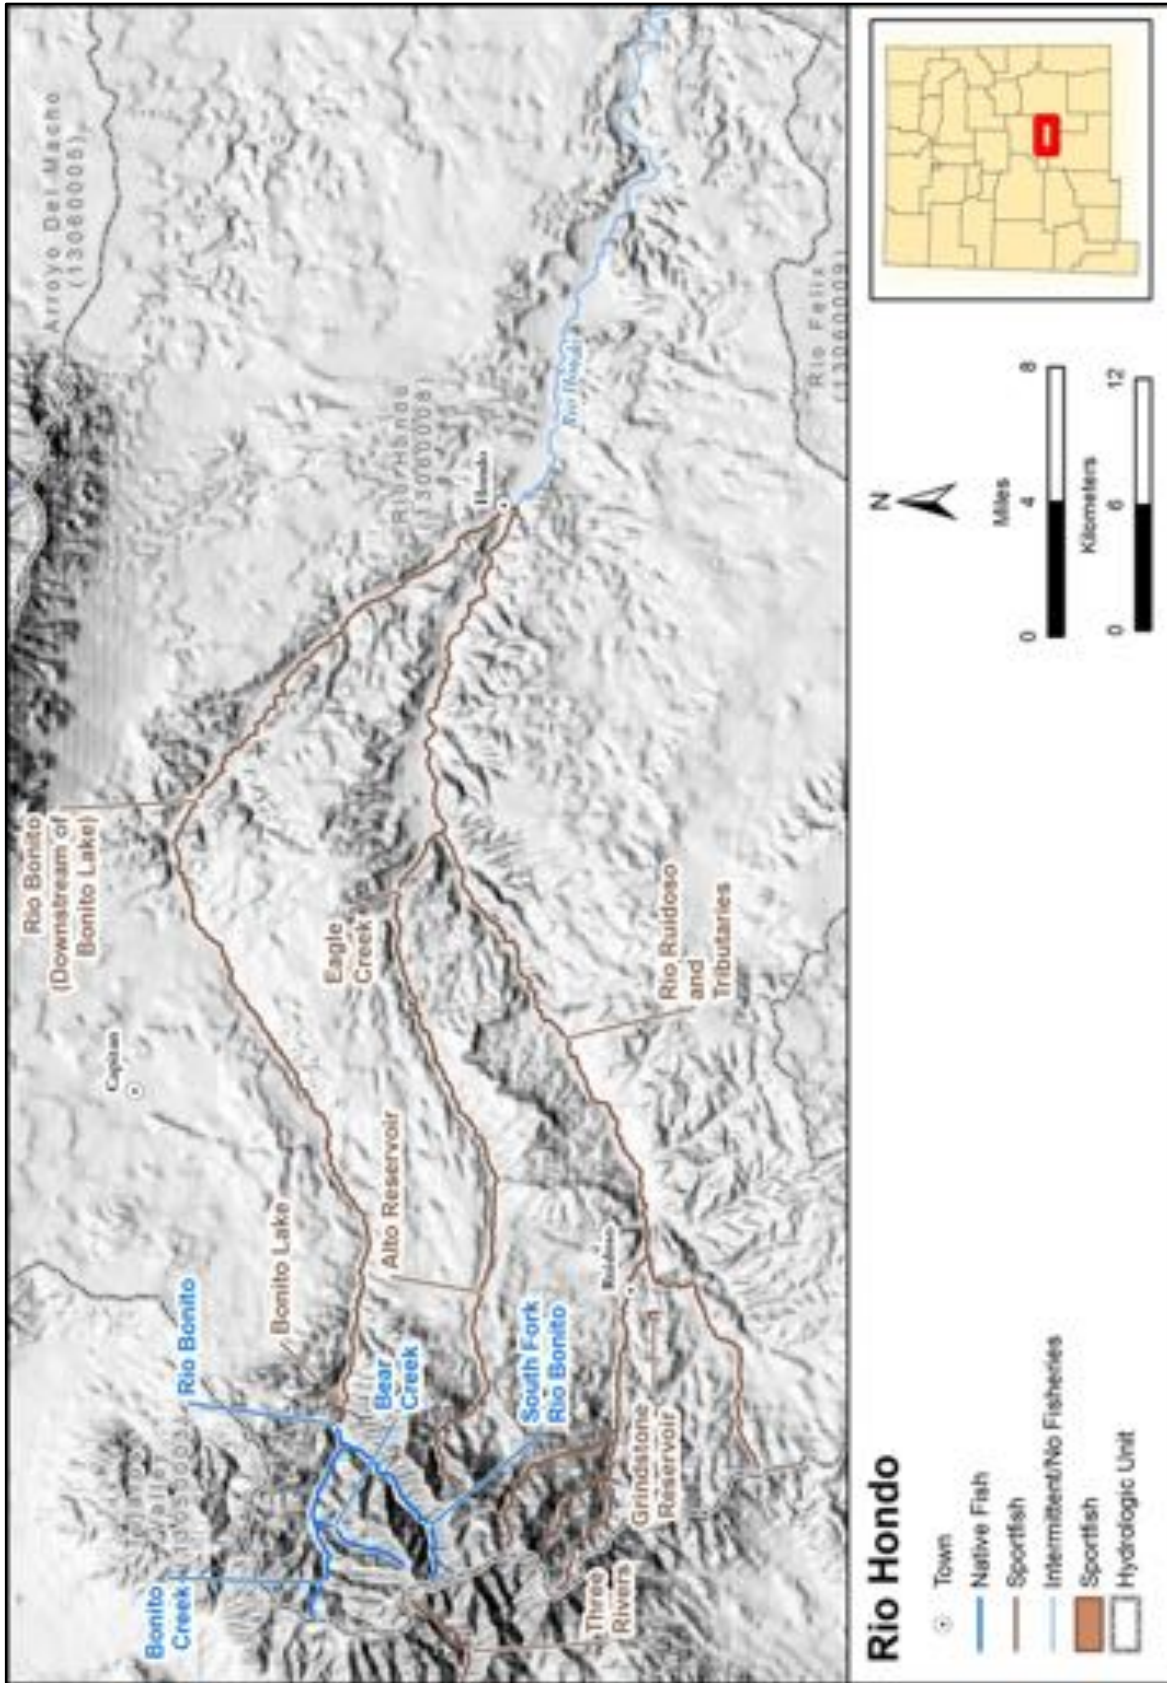 Arroyo Del Macho
(13060005)
Rio Bonito
(Downstream of
Bonito Lake)
Capitan
Rio Hondo
(13060008)
Hondo
Rio Hondo
Rio Felix
(13060009)
Eagle
Creek
Rio Ruidoso
and
Tributaries
Bonito Lake
Alto Reservoir
Ruidoso
Rio Bonito
Bear
Creek
South Fork
Rio Bonito
Bonito
Creek
Grindstone
Reservoir
Three
Rivers
Rio Hondo
Town
Native Fish
Sportfish
Intermittent/No Fisheries
Sportfish
Hydrologic Unit
N
Miles
0 4 8
Kilometers
0 6 12